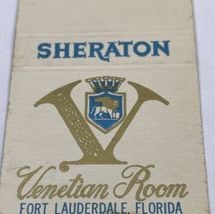 SHERATON
V
Venetian Room
FORT LAUDERDALE, FLORIDA